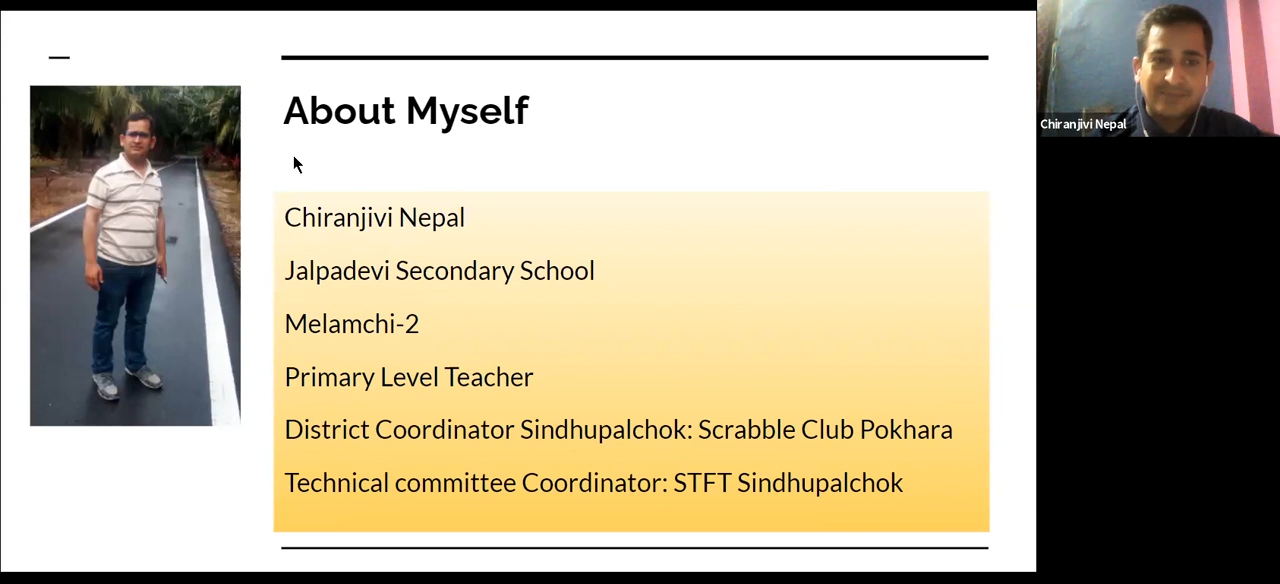 About Myself
Chiranjivi Nepal
Jalpadevi Secondary School
Melamchi-2
Primary Level Teacher
District Coordinator Sindhupalchok: Scrabble Club Pokhara
Technical committee Coordinator: STFT Sindhupalchok
Chiranjivi Nepal